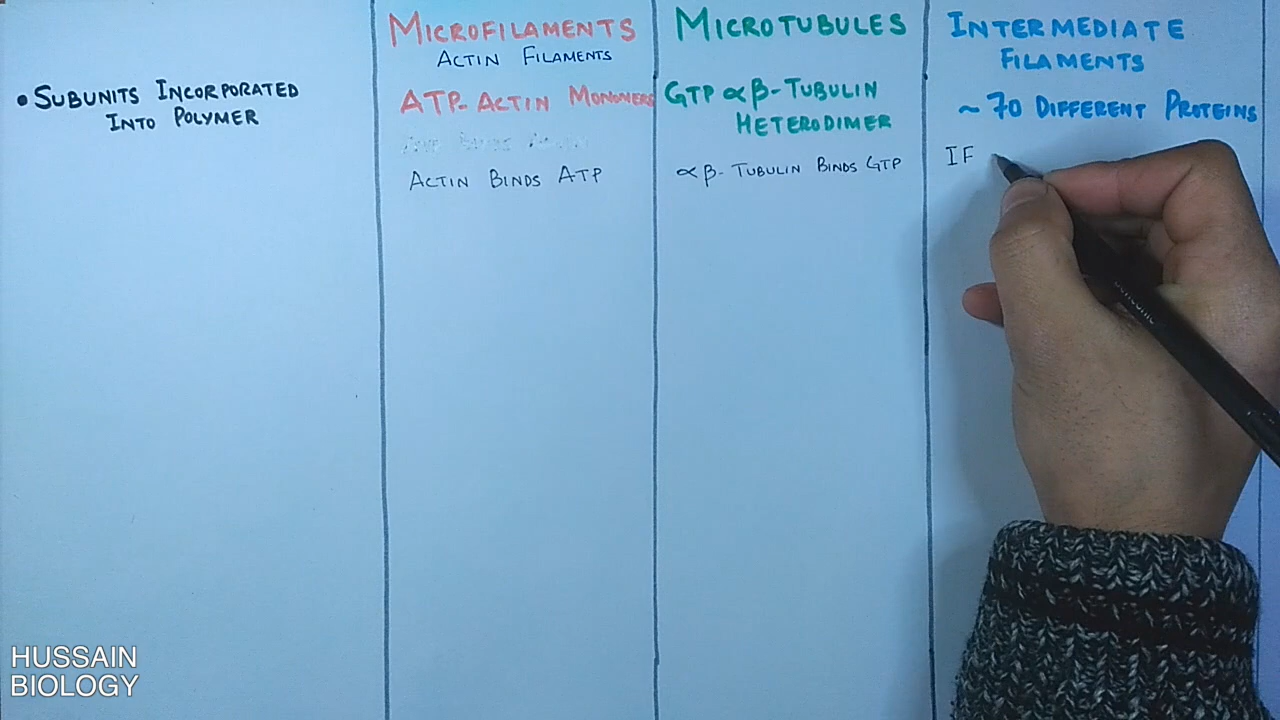 MICROFILAMENTS
ACTIN FILAMENTS
MICROTUBULES
INTERMEDIATE
FILAMENTS
• SUBUNITS INCORPORATED
INTO POLYMER
ATP-ACTIN MONOMERS
ACTIN BINDS ATP
GTP αβ-TUBULIN
HETERODIMER
αβ- TUBULIN BINDS GTP
~ 70 DIFFERENT PROTEINS
IF
HUSSAIN
BIOLOGY